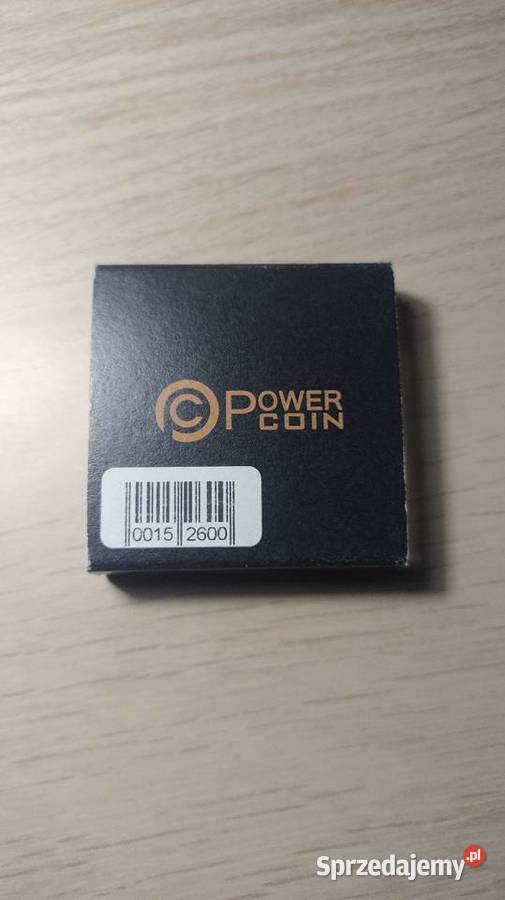 POWER
COIN
0015 2600
Sprzedajemy.pl